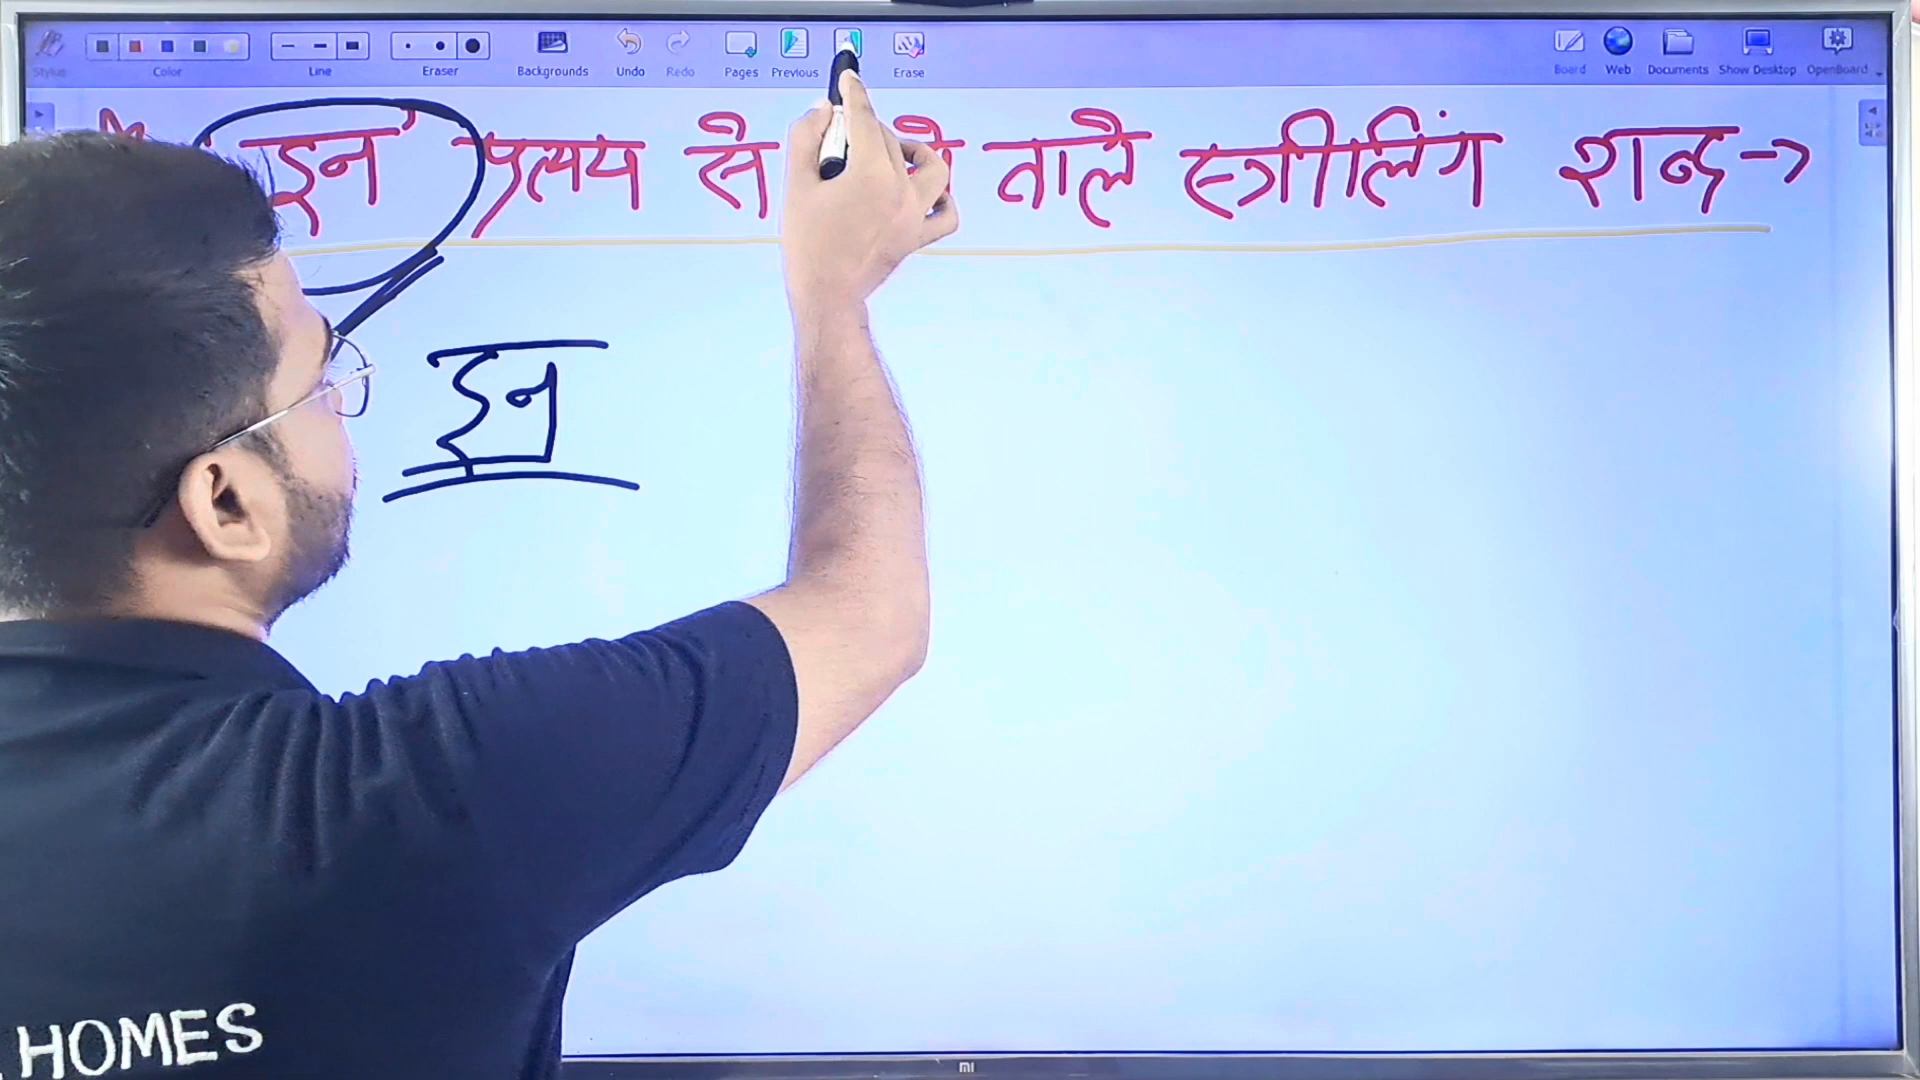 Stylus Color Line Eraser Backgrounds Undo Redo Pages Previous Erase Board Web Documents Show Desktop OpenBoard
'इन' प्रत्यय से वाले स्त्रीलिंग शब्द →
इन
HOMES
mi